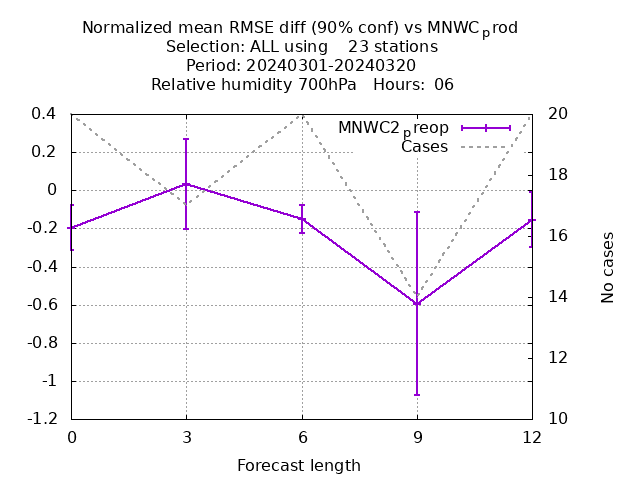 Normalized mean RMSE diff (90% conf) vs MNWCprod
Selection: ALL using 23 stations
Period: 20240301-20240320
Relative humidity 700hPa Hours: 06
MNWC2preop
Cases
0.4
0.2
0
-0.2
-0.4
-0.6
-0.8
-1
-1.2
20
18
16
14
12
10
No cases
0 3 6 9 12
Forecast length